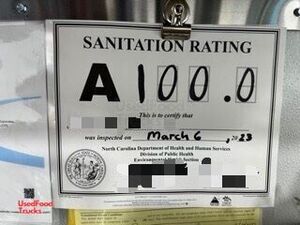 SANITATION RATING
A 100.0
This is to certify that
was inspected on March 6, 2023
North Carolina Department of Health and Human Services
Division of Public Health
Environmental Health Section
UsedFood
Trucks.com